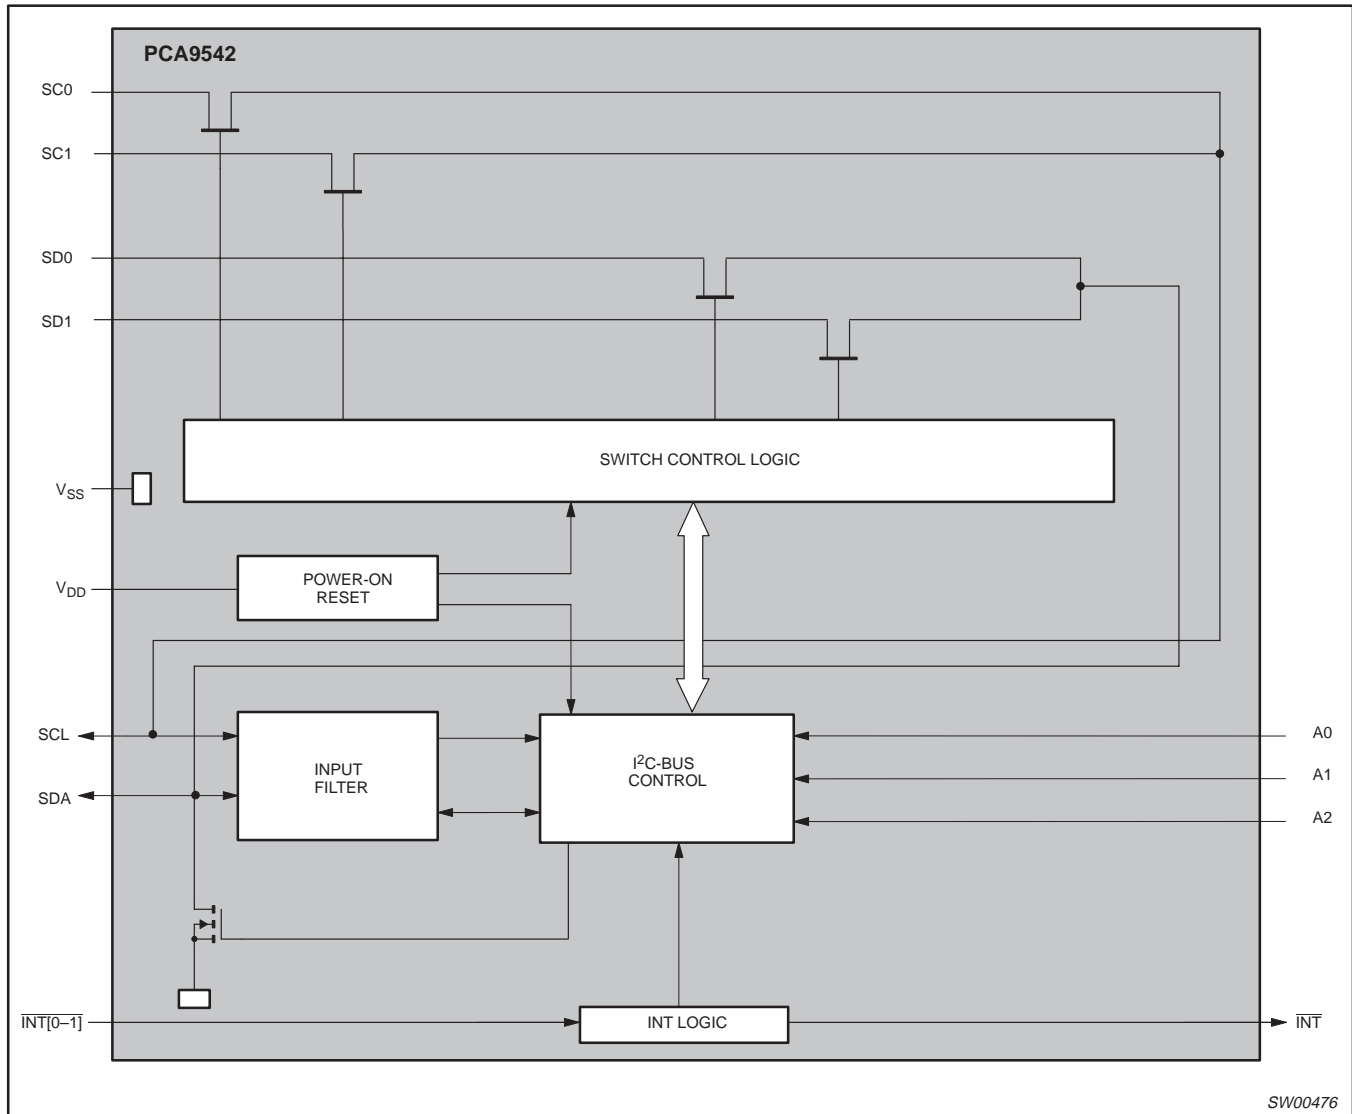 PCA9542
SC0
SC1
SD0
SD1
SWITCH CONTROL LOGIC
VSS
POWER-ON
RESET
VDD
SCL
SDA
INPUT
FILTER
I²C-BUS
CONTROL
A0
A1
A2
INT[0–1]
INT LOGIC
INT
SW00476